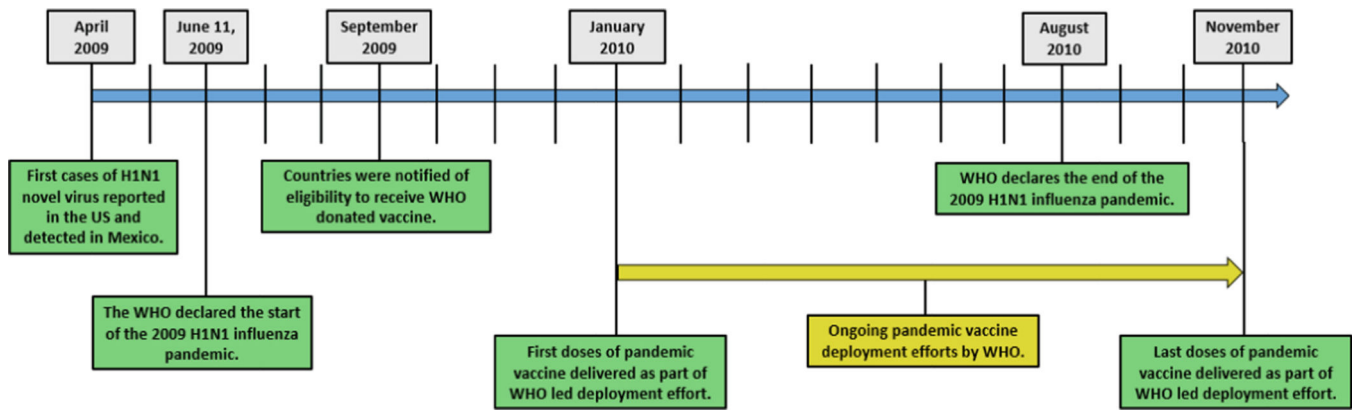 April
2009
June 11,
2009
September
2009
January
2010
August
2010
November
2010
First cases of H1N1
novel virus reported
in the US and
detected in Mexico.
Countries were notified of
eligibility to receive WHO
donated vaccine.
WHO declares the end of the
2009 H1N1 influenza pandemic.
The WHO declared the start
of the 2009 H1N1 influenza
pandemic.
First doses of pandemic
vaccine delivered as part of
WHO led deployment effort.
Ongoing pandemic vaccine
deployment efforts by WHO.
Last doses of pandemic
vaccine delivered as part of
WHO led deployment effort.